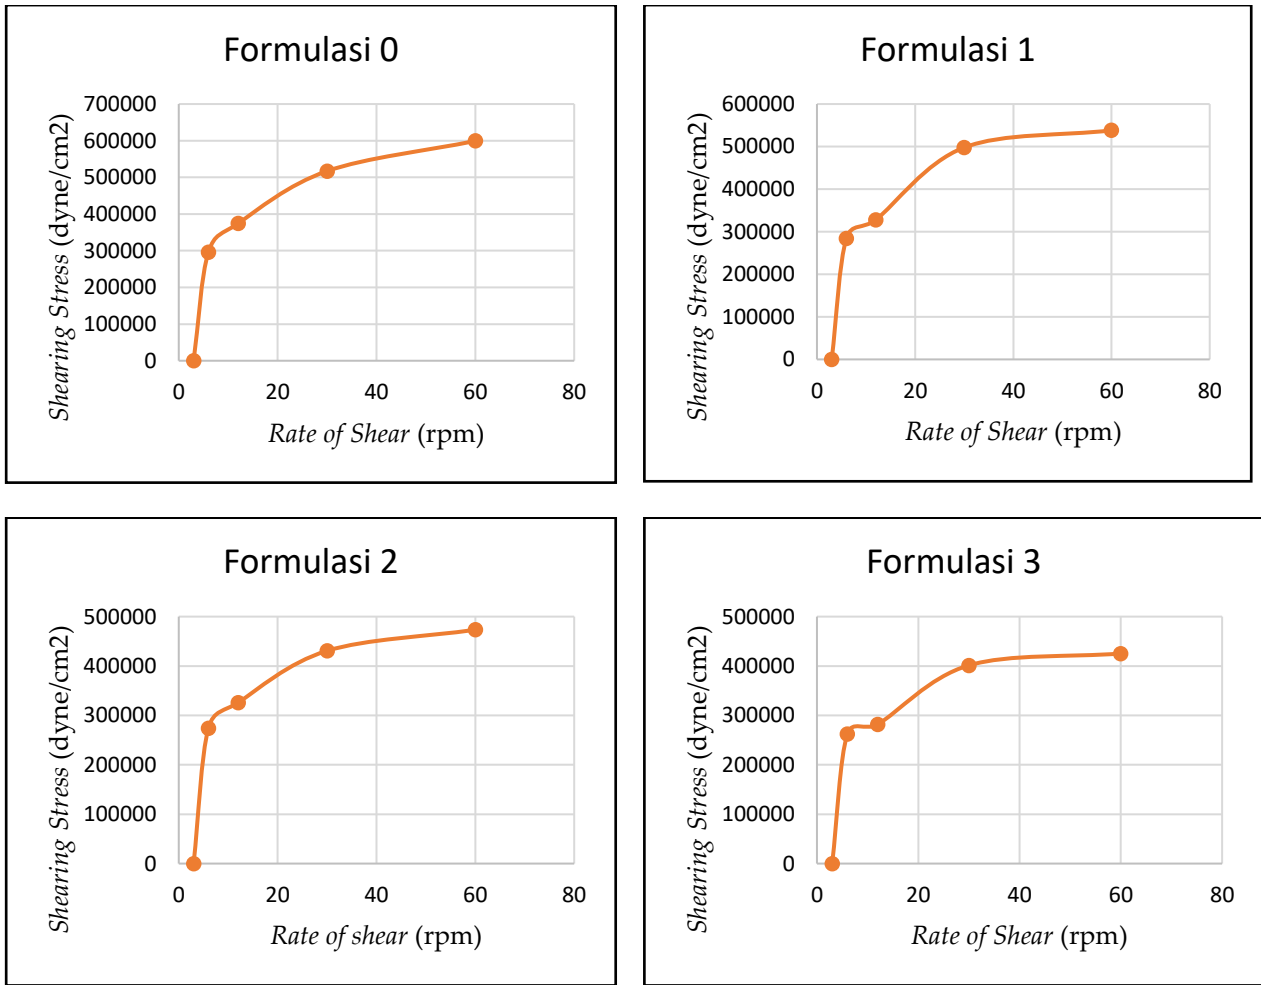 Formulasi 0
Shearing Stress (dyne/cm2)
700000
600000
500000
400000
300000
200000
100000
0
0 20 40 60 80
Rate of Shear (rpm)
Formulasi 1
Shearing Stress (dyne/cm2)
600000
500000
400000
300000
200000
100000
0
0 20 40 60 80
Rate of Shear (rpm)
Formulasi 2
Shearing Stress (dyne/cm2)
500000
400000
300000
200000
100000
0
0 20 40 60 80
Rate of shear (rpm)
Formulasi 3
Shearing Stress (dyne/cm2)
500000
400000
300000
200000
100000
0
0 20 40 60 80
Rate of Shear (rpm)